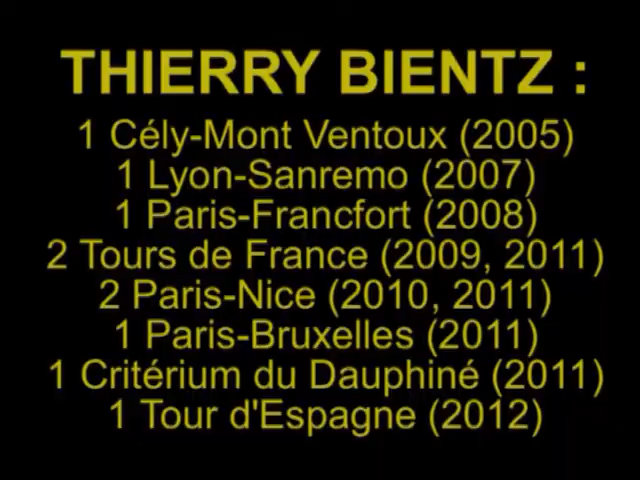 THIERRY BIENTZ :
1 Cély-Mont Ventoux (2005)
1 Lyon-Sanremo (2007)
1 Paris-Francfort (2008)
2 Tours de France (2009, 2011)
2 Paris-Nice (2010, 2011)
1 Paris-Bruxelles (2011)
1 Critérium du Dauphiné (2011)
1 Tour d'Espagne (2012)